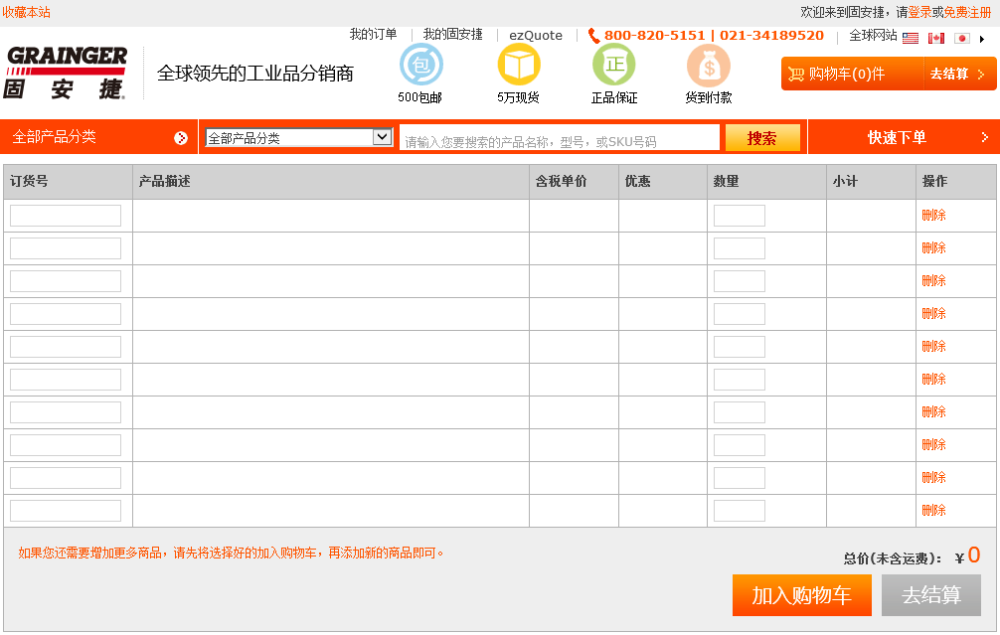 收藏本站
欢迎来到固安捷，请登录或免费注册
我的订单 | 我的固安捷 | ezQuote | 800-820-5151 | 021-34189520 | 全球网站
GRAINGER
固安捷
全球领先的工业品分销商
包
正
$
500包邮
5万现货
正品保证
货到付款
购物车(0)件
去结算
全部产品分类
全部产品分类
请输入您要搜索的产品名称，型号，或SKU号码
搜索
快速下单
订货号 产品描述 含税单价 优惠 数量 小计 操作
删除
删除
删除
删除
删除
删除
删除
删除
删除
删除
如果您还需要增加更多商品，请先将选择好的加入购物车，再添加新的商品即可。
总价(未含运费)： ¥ 0
加入购物车
去结算